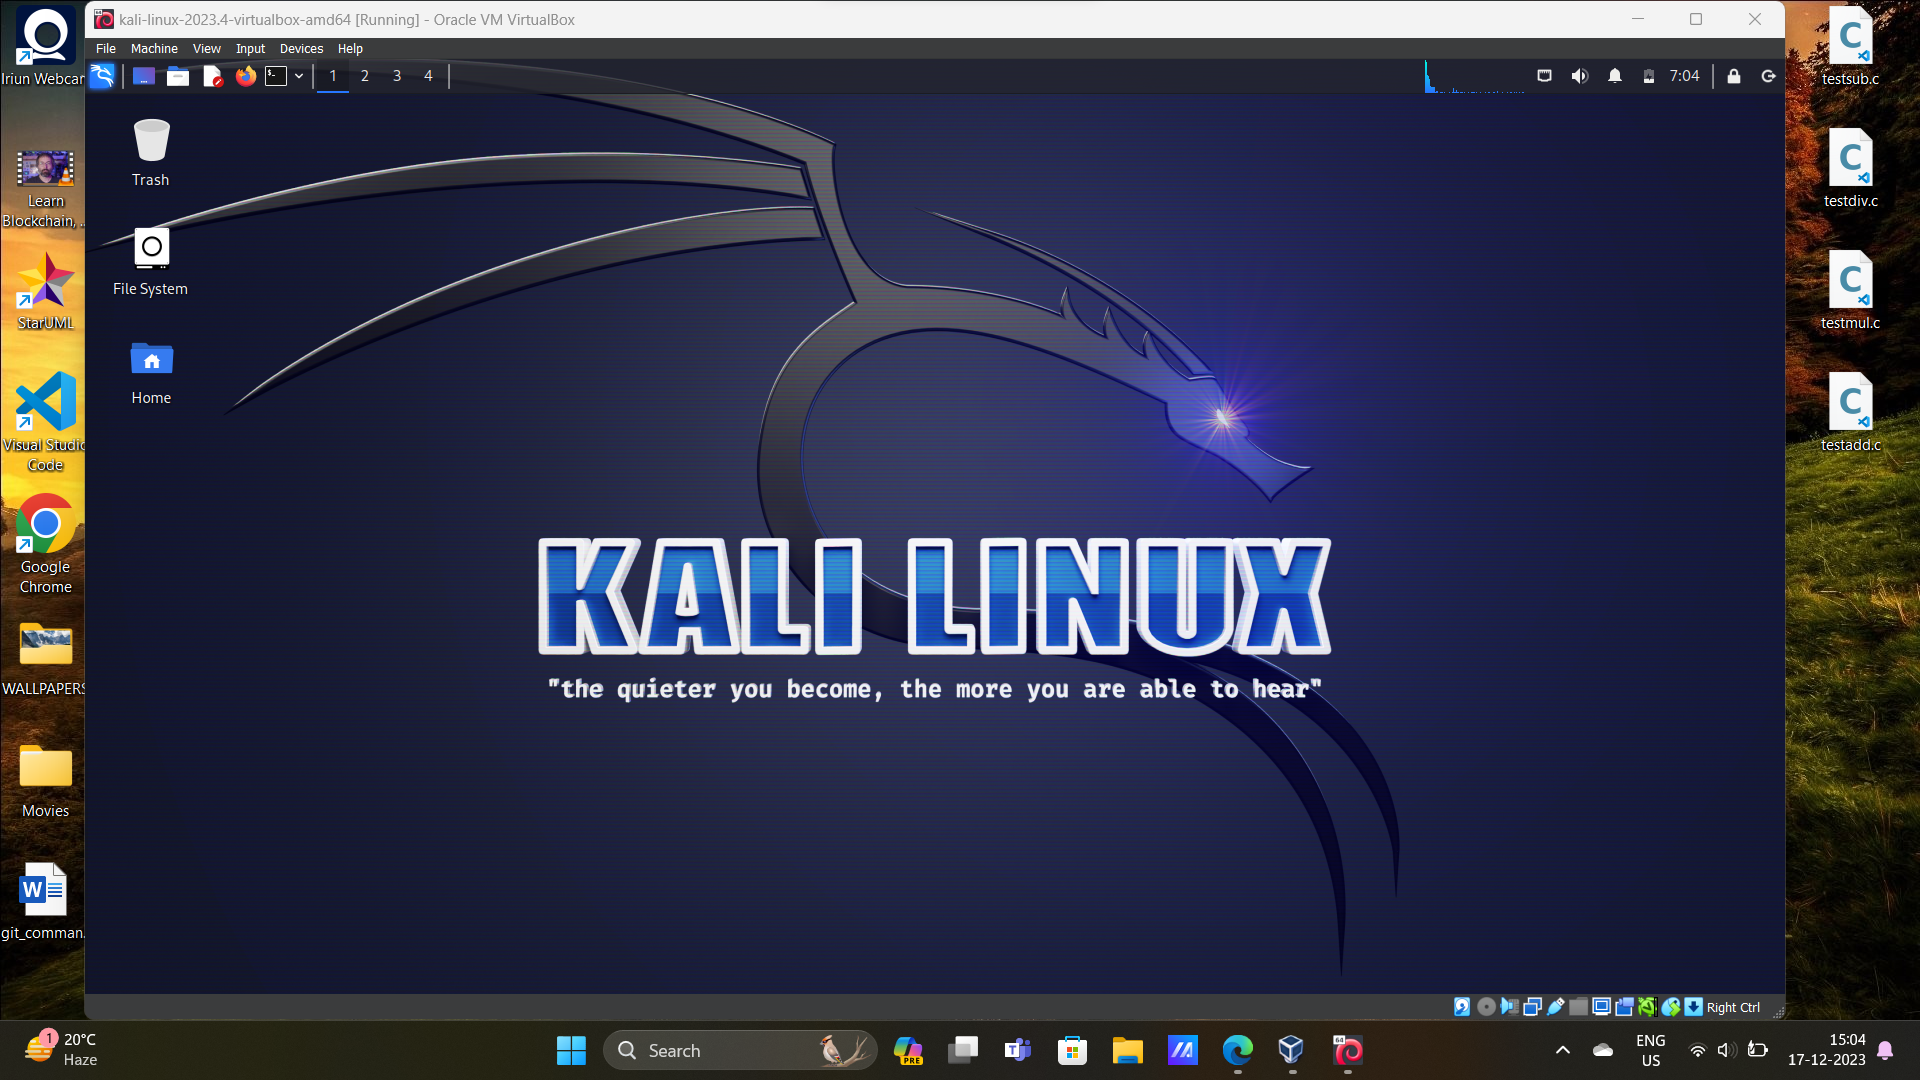 kali-linux-2023.4-virtualbox-amd64 [Running] - Oracle VM VirtualBox
File Machine View Input Devices Help
1 2 3 4
7:04
Iriun Webcam
Learn
Blockchain, ...
StarUML
Visual Studio
Code
Google
Chrome
WALLPAPERS
Movies
git_comman...
Trash
File System
Home
KALI LINUX
"the quieter you become, the more you are able to hear"
testsub.c
testdiv.c
testmul.c
testadd.c
Right Ctrl
1
20°C
Haze
Search
PRE
64
ENG
US
15:04
17-12-2023